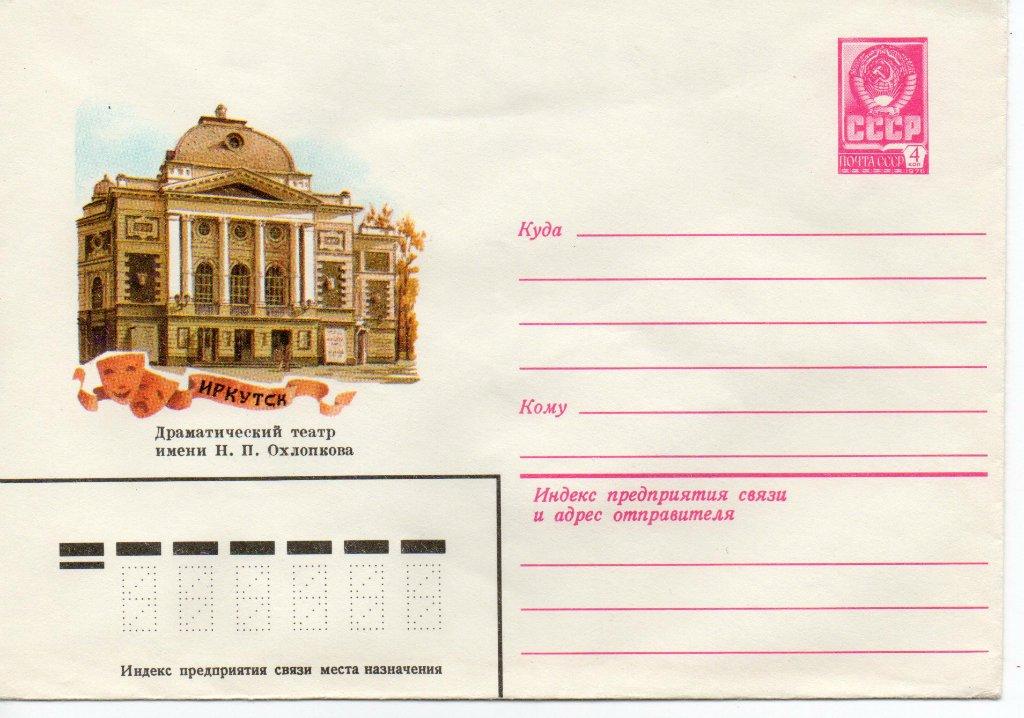 СССР
ПОЧТА СССР
4
КОП
1976
ИРКУТСК
Драматический театр
имени Н. П. Охлопкова
Куда
Кому
Индекс предприятия связи
и адрес отправителя
Индекс предприятия связи места назначения